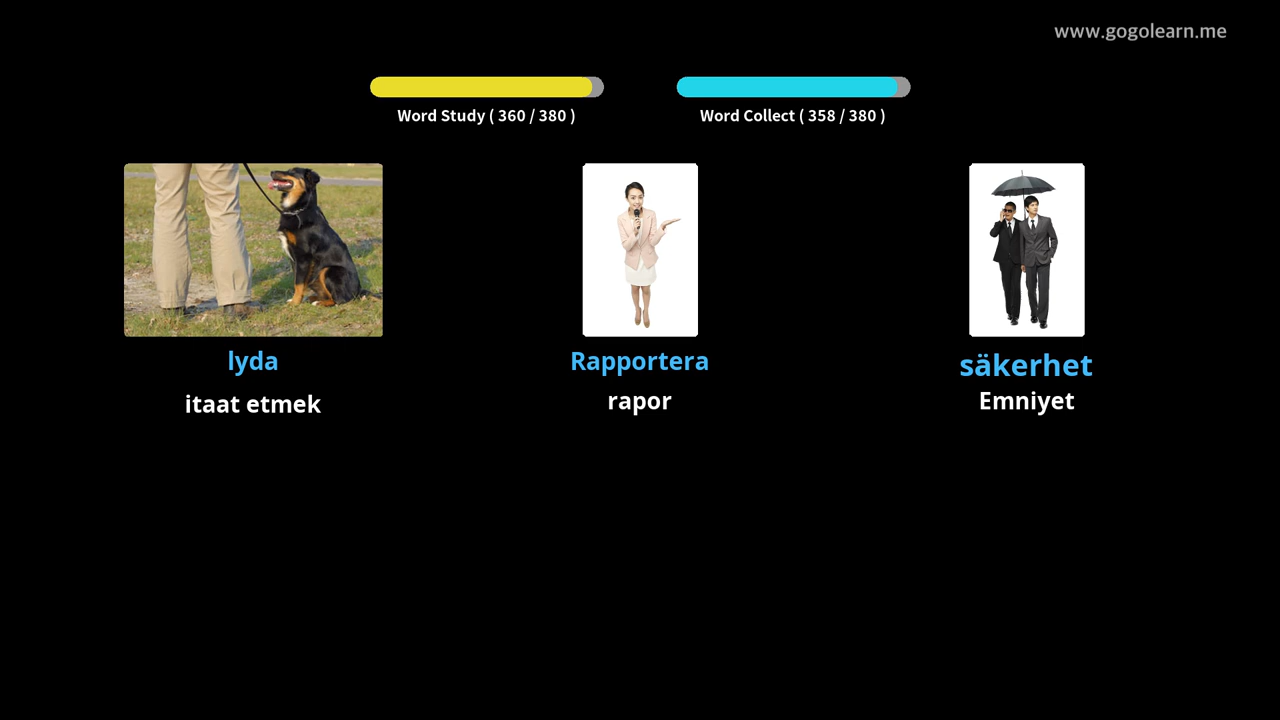 www.gogolearn.me
Word Study ( 360 / 380 )
Word Collect ( 358 / 380 )
lyda
Rapportera
säkerhet
itaat etmek
rapor
Emniyet